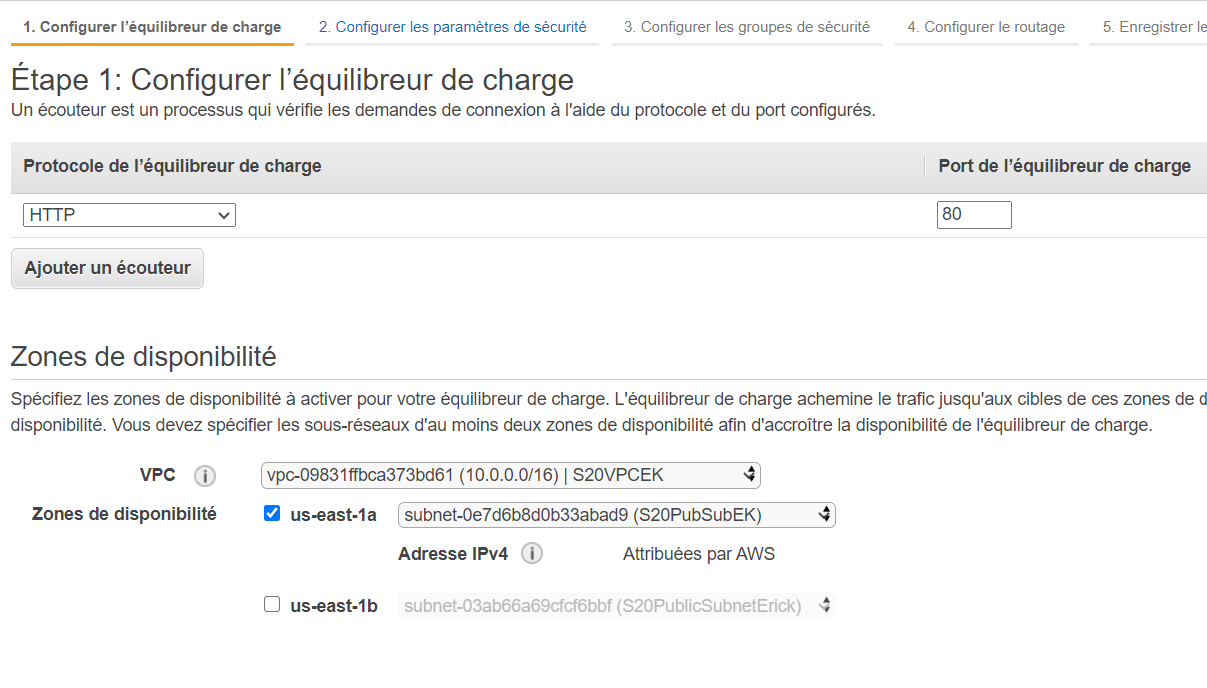 1. Configurer l’équilibreur de charge 2. Configurer les paramètres de sécurité 3. Configurer les groupes de sécurité 4. Configurer le routage 5. Enregistrer le
Étape 1: Configurer l’équilibreur de charge
Un écouteur est un processus qui vérifie les demandes de connexion à l'aide du protocole et du port configurés.
Protocole de l’équilibreur de charge Port de l’équilibreur de charge
HTTP 80
Ajouter un écouteur
Zones de disponibilité
Spécifiez les zones de disponibilité à activer pour votre équilibreur de charge. L'équilibreur de charge achemine le trafic jusqu'aux cibles de ces zones de d
disponibilité. Vous devez spécifier les sous-réseaux d'au moins deux zones de disponibilité afin d'accroître la disponibilité de l'équilibreur de charge.
VPC i vpc-09831ffbca373bd61 (10.0.0.0/16) | S20VPCEK
Zones de disponibilité us-east-1a subnet-0e7d6b8d0b33abad9 (S20PubSubEK)
Adresse IPv4 i Attribuées par AWS
us-east-1b subnet-03ab66a69cfcf6bbf (S20PublicSubnetErick)